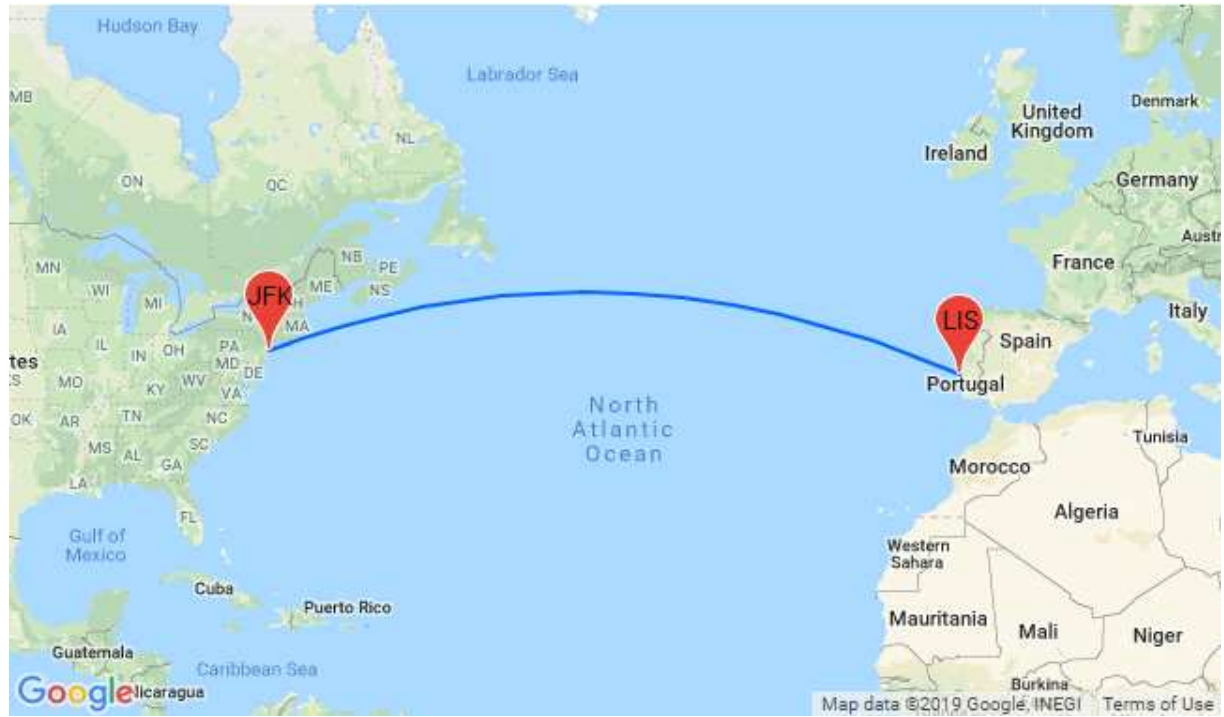 Hudson Bay
Labrador Sea
MB
Denmark
United
Kingdom
NL
Ireland
ON
QC
Germany
Austr
NB
PE
France
MN
ME
NS
WI
JFK
MI
MA
Italy
LIS
IA
PA
Spain
IL
IN
OH
MD
tes
MO
WV
DE
Portugal
KY
VA
North
Atlantic
Ocean
OK
AR
TN
NC
Tunisia
MS
AL
SC
GA
Morocco
LA
Algeria
FL
Gulf of
Mexico
Western
Sahara
Cuba
Puerto Rico
Mauritania
Mali
Niger
Guatemala
Caribbean Sea
Burkina
Google
Nicaragua
Map data ©2019 Google, INEGI
Terms of Use